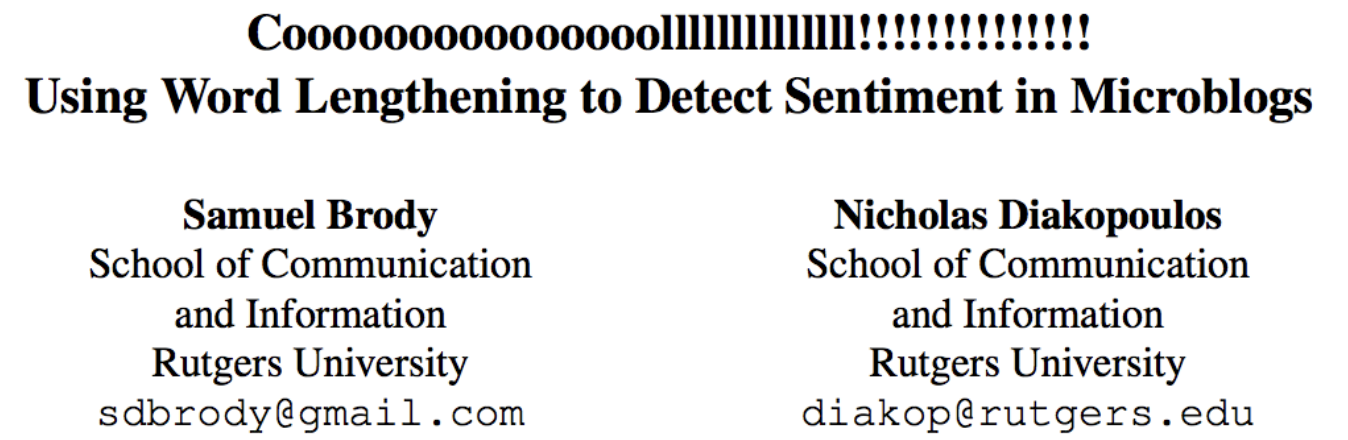 Cooooooooooooooollllllllllllll!!!!!!!!!!!!!!
Using Word Lengthening to Detect Sentiment in Microblogs
Samuel Brody
School of Communication
and Information
Rutgers University
sdbrody@gmail.com
Nicholas Diakopoulos
School of Communication
and Information
Rutgers University
diakop@rutgers.edu